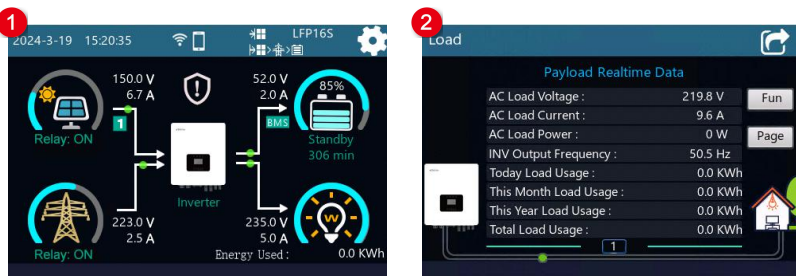 1
2024-3-19 15:20:35 LFP16S
150.0 V
6.7 A
1
Relay: ON
52.0 V
2.0 A
BMS
85%
Standby
306 min
Inverter
223.0 V
2.5 A
Relay: ON
235.0 V
5.0 A
W
Energy Used : 0.0 KWh
2
Load
Payload Realtime Data
AC Load Voltage : 219.8 V
AC Load Current : 9.6 A
AC Load Power : 0 W
INV Output Frequency : 50.5 Hz
Today Load Usage : 0.0 KWh
This Month Load Usage : 0.0 KWh
This Year Load Usage : 0.0 KWh
Total Load Usage : 0.0 KWh
1
Fun
Page